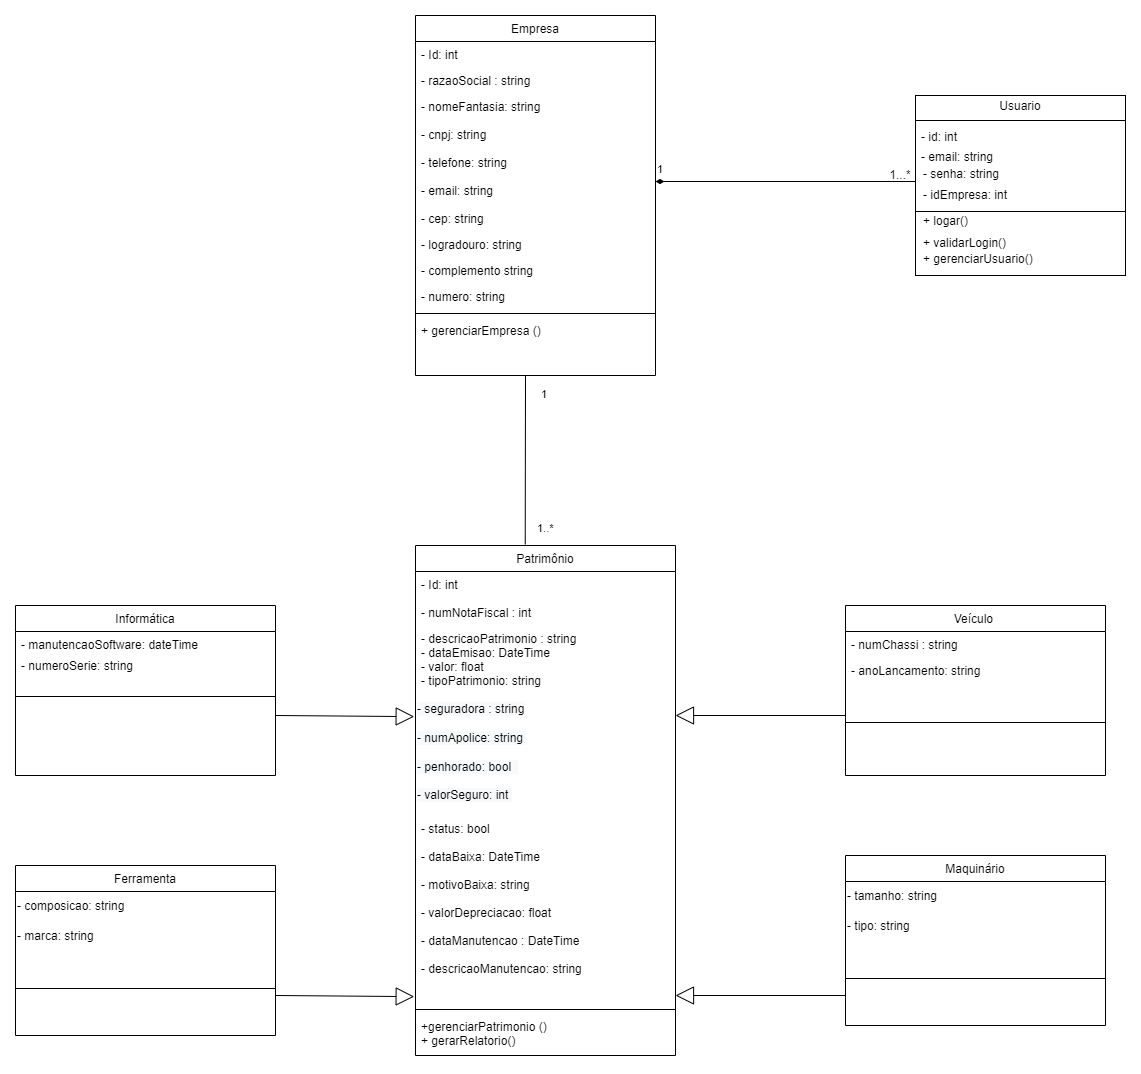 Empresa
- Id: int
- razaoSocial : string
- nomeFantasia: string
- cnpj: string
- telefone: string
- email: string
- cep: string
- logradouro: string
- complemento string
- numero: string
+ gerenciarEmpresa ()
1
1...*
Usuario
- id: int
- email: string
- senha: string
- idEmpresa: int
+ logar()
+ validarLogin()
+ gerenciarUsuario()
1
1..*
Patrimônio
- Id: int
- numNotaFiscal : int
- descricaoPatrimonio : string
- dataEmisao: DateTime
- valor: float
- tipoPatrimonio: string
- seguradora : string
- numApolice: string
- penhorado: bool
- valorSeguro: int
- status: bool
- dataBaixa: DateTime
- motivoBaixa: string
- valorDepreciacao: float
- dataManutencao : DateTime
- descricaoManutencao: string
+gerenciarPatrimonio ()
+ gerarRelatorio()
Informática
- manutencaoSoftware: dateTime
- numeroSerie: string
Veículo
- numChassi : string
- anoLancamento: string
Ferramenta
- composicao: string
- marca: string
Maquinário
- tamanho: string
- tipo: string